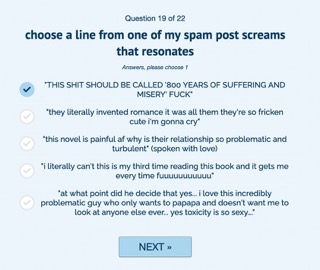 Question 19 of 22
choose a line from one of my spam post screams
that resonates
Answers, please choose 1
"THIS SHIT SHOULD BE CALLED '800 YEARS OF SUFFERING AND
MISERY' FUCK"
"they literally invented romance it was all them they're so fricken
cute i'm gonna cry"
"this novel is painful af why is their relationship so problematic and
turbulent" (spoken with love)
"i literally can't this is my third time reading this book and it gets me
every time fuuuuuuuuuu"
"at what point did he decide that yes... i love this incredibly
problematic guy who only wants to papapa and doesn't want me to
look at anyone else ever... yes toxicity is so sexy..."
NEXT »